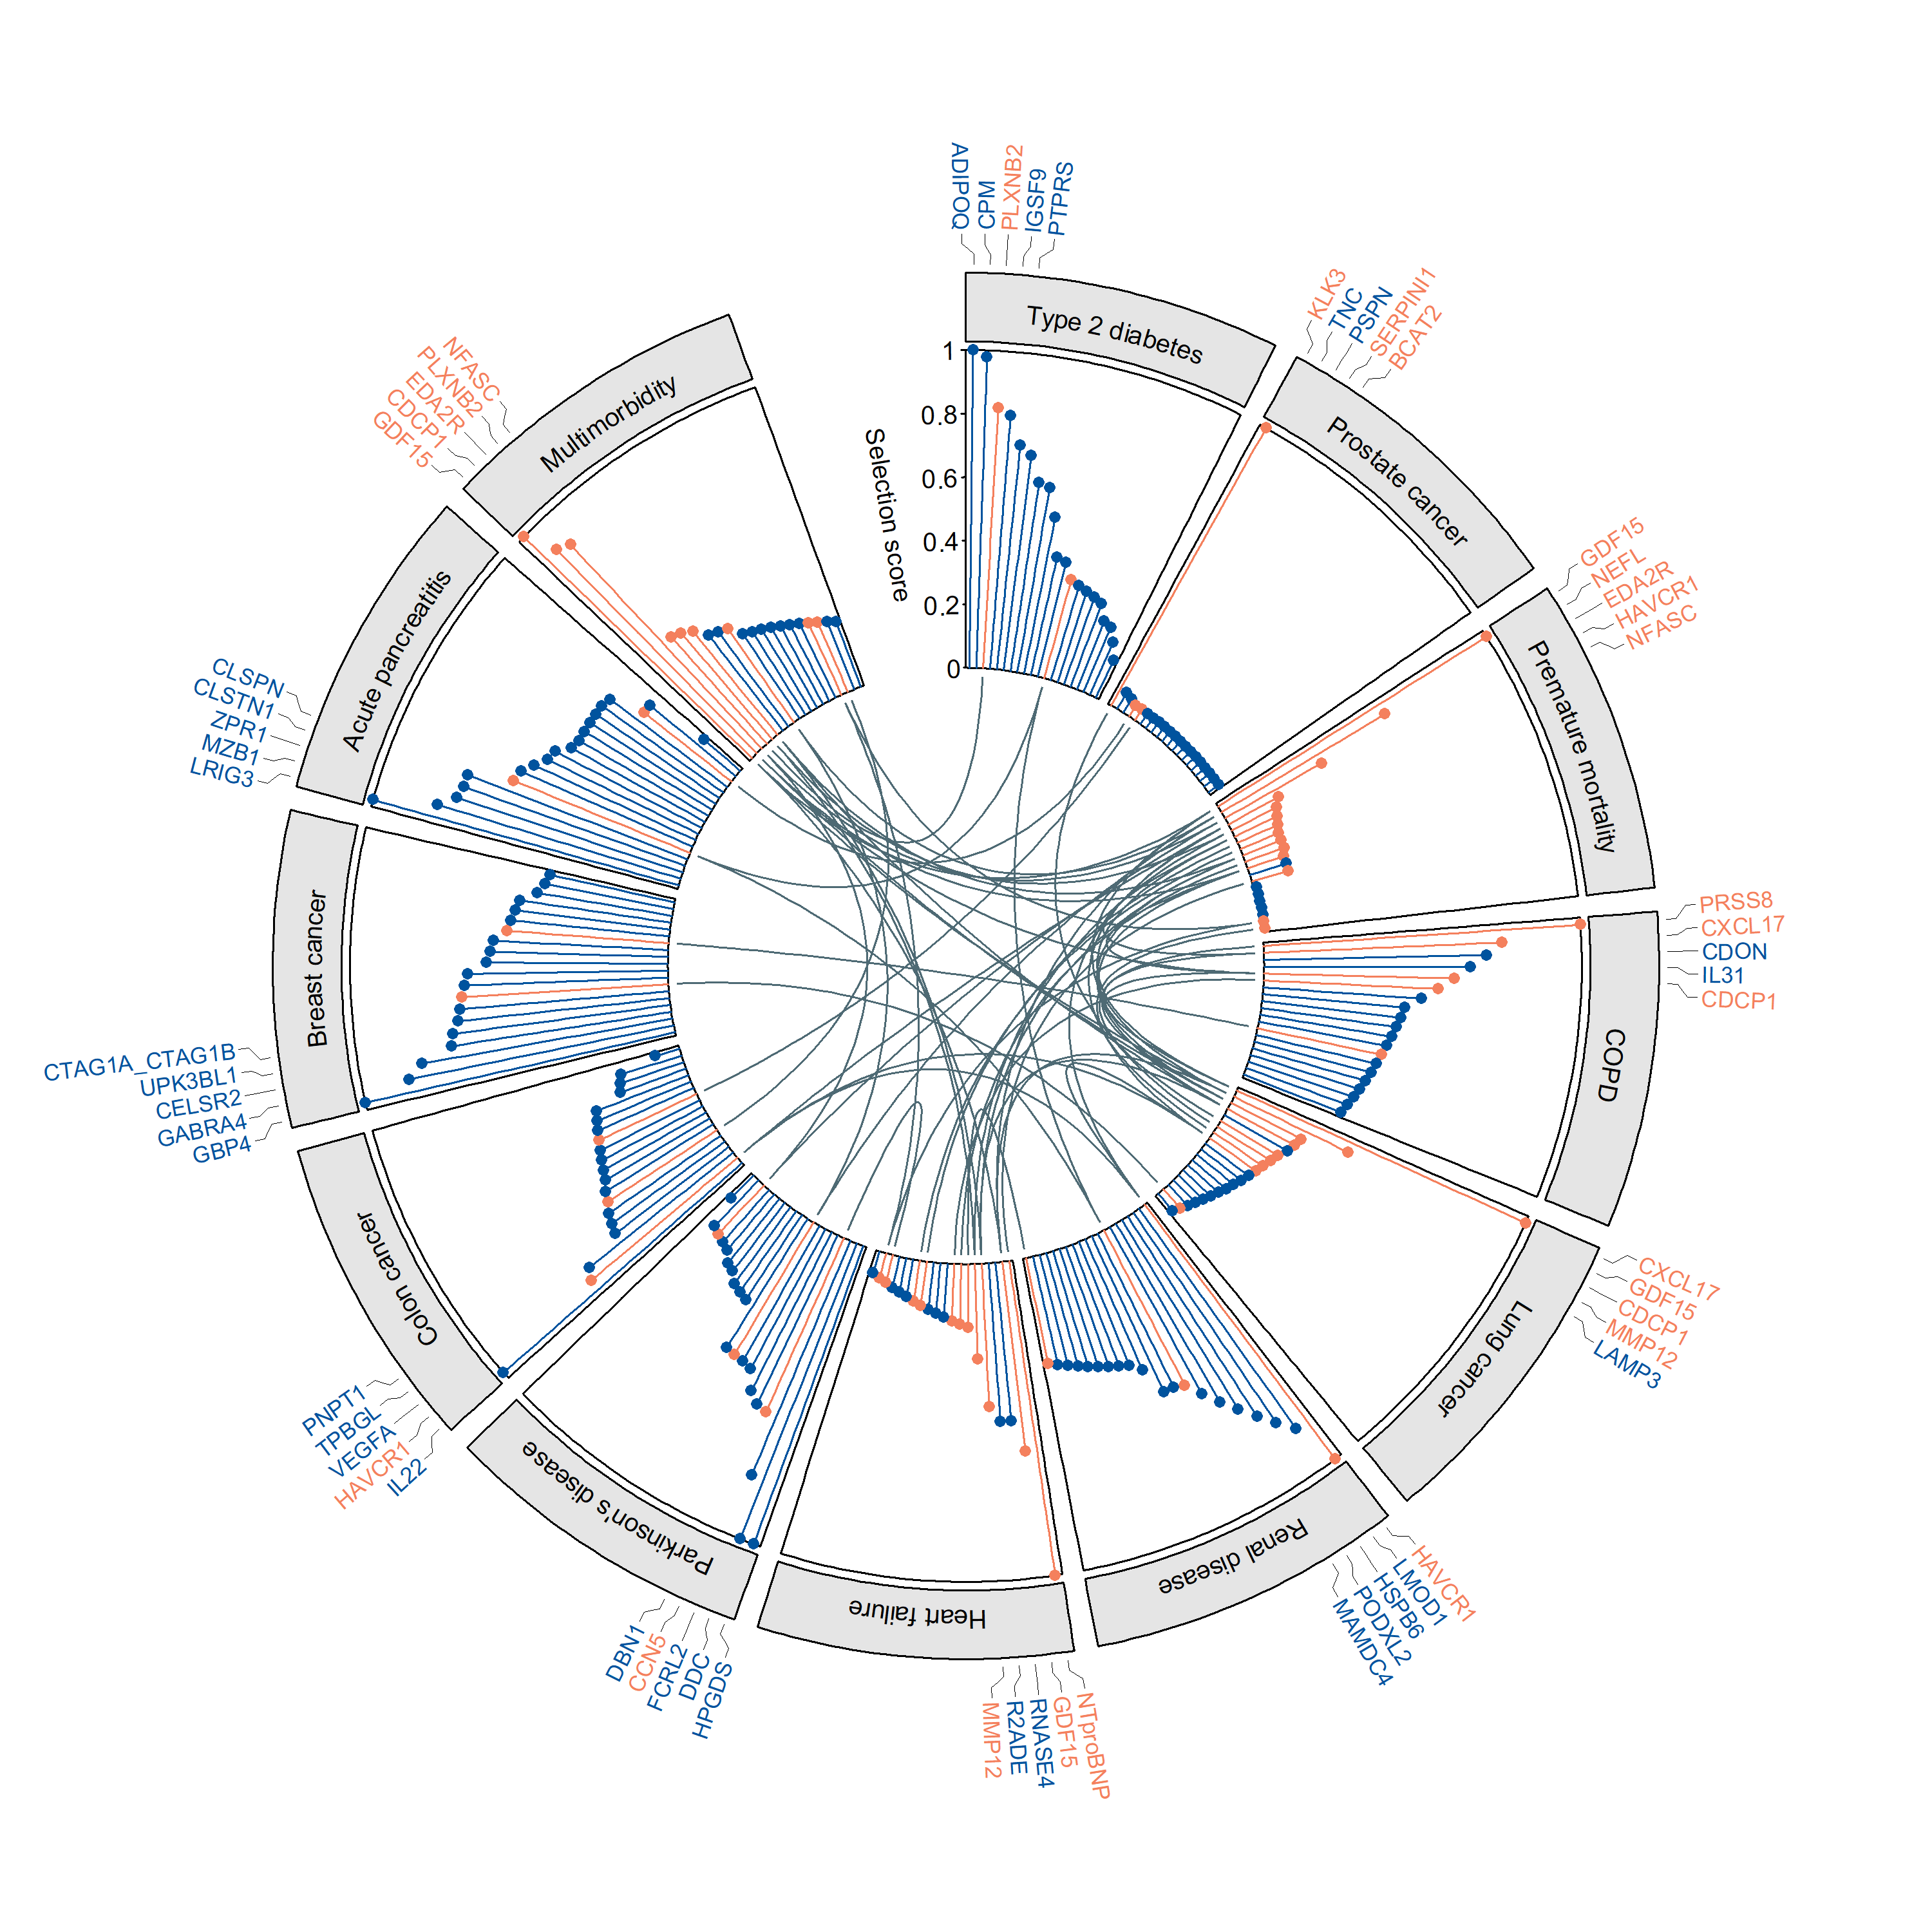 ADIPOQ
CPM
PLXNB2
IGSF9
PTPRS
Type 2 diabetes
Selection score
1
0.8
0.6
0.4
0.2
0
KLK3
TNC
PSPN
SERPINI1
BCAT2
Prostate cancer
GDF15
NEFL
EDA2R
HAVCR1
NFASC
Premature mortality
PRSS8
CXCL17
CDON
IL31
CDCP1
COPD
CXCL17
GDF15
CDCP1
MMP12
LAMP3
Lung cancer
HAVCR1
LMOD1
HSPB6
PODXL2
MAMDC4
Renal disease
NTproBNP
GDF15
RNASE4
R2ADE
MMP12
Heart failure
HPGDS
DDC
FCRL2
CCN5
DBN1
Parkinson's disease
IL22
HAVCR1
VEGFA
TPBGL
PNPT1
Colon cancer
GBP4
GABRA4
CELSR2
UPK3BL1
CTAG1A_CTAG1B
Breast cancer
LRIG3
MZB1
ZPR1
CLSTN1
CLSPN
Acute pancreatitis
GDF15
CDCP1
EDA2R
PLXNB2
NFASC
Multimorbidity